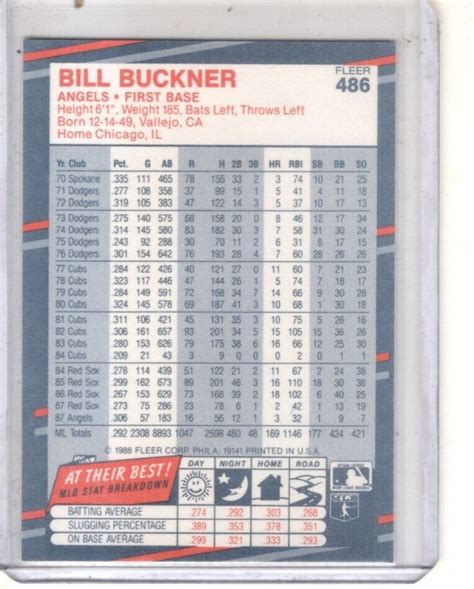 BILL BUCKNER
FLEER
486
ANGELS • FIRST BASE
Height 6'1", Weight 185, Bats Left, Throws Left
Born 12-14-49, Vallejo, CA
Home Chicago, IL
Yr. Club Pct. G AB R H 2B 3B HR RBI SB BB SO
70 Spokane .335 111 465 78 156 33 2 3 74 10 21 25
71 Dodgers .277 108 358 37 99 15 1 5 41 4 11 18
72 Dodgers .319 105 383 47 122 14 3 5 37 10 17 13
73 Dodgers .275 140 575 68 158 20 0 8 46 12 17 34
74 Dodgers .314 145 580 83 182 30 3 7 58 31 30 24
75 Dodgers .243 92 288 30 70 11 2 6 31 8 17 15
76 Dodgers .301 154 642 76 193 28 4 7 60 28 26 26
77 Cubs .284 122 426 40 121 27 0 11 60 7 21 23
78 Cubs .323 117 446 47 144 26 1 5 74 7 18 17
79 Cubs .284 149 591 72 168 34 7 14 66 9 30 28
80 Cubs .324 145 578 69 187 41 3 10 68 1 30 18
81 Cubs .311 106 421 45 131 35 3 10 75 5 26 16
82 Cubs .306 161 657 93 201 34 5 15 105 15 36 26
83 Cubs .280 153 626 79 175 38 6 16 66 12 25 30
84 Cubs .209 21 43 3 9 0 0 0 2 0 1 1
84 Red Sox .278 114 439 51 122 21 2 11 67 2 24 38
85 Red Sox .299 162 673 89 201 46 3 16 110 18 30 36
86 Red Sox .267 153 629 73 168 39 2 18 102 6 40 25
87 Red Sox .273 75 286 23 78 6 1 2 42 1 13 19
87 Angels .306 57 183 16 56 12 1 3 32 1 9 7
ML Totals .292 2308 8893 1047 2598 480 48 169 1146 177 424 421
© 1988 FLEER CORP. PHILA. 19141 PRINTED IN U.S.A.
AT THEIR BEST!
MLB STAT BREAKDOWN
DAY NIGHT HOME ROAD
BATTING AVERAGE .274 .292 .303 .268
SLUGGING PERCENTAGE .389 .353 .378 .351
ON BASE AVERAGE .299 .321 .332 .295